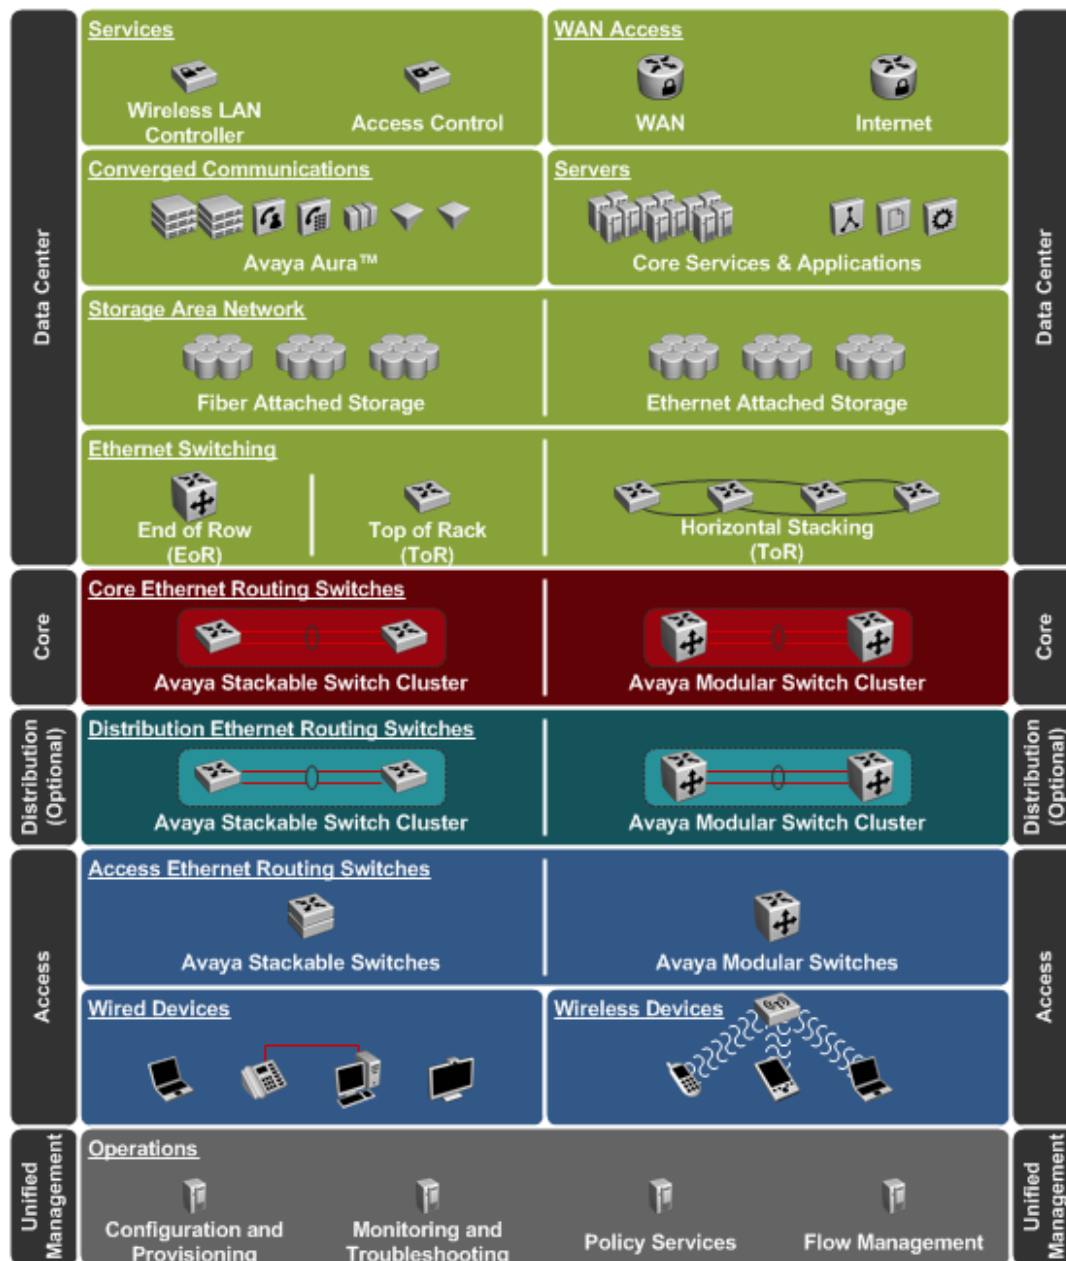 Data Center
Data Center
Services
Wireless LAN
Controller
Access Control
WAN Access
WAN
Internet
Converged Communications
Avaya Aura™
Servers
Core Services & Applications
Storage Area Network
Fiber Attached Storage
Ethernet Attached Storage
Ethernet Switching
End of Row
(EoR)
Top of Rack
(ToR)
Horizontal Stacking
(ToR)
Core
Core
Core Ethernet Routing Switches
Avaya Stackable Switch Cluster
Avaya Modular Switch Cluster
Distribution
(Optional)
Distribution
(Optional)
Distribution Ethernet Routing Switches
Avaya Stackable Switch Cluster
Avaya Modular Switch Cluster
Access
Access
Access Ethernet Routing Switches
Avaya Stackable Switches
Avaya Modular Switches
Wired Devices
Wireless Devices
Unified
Management
Unified
Management
Operations
Configuration and
Provisioning
Monitoring and
Troubleshooting
Policy Services
Flow Management